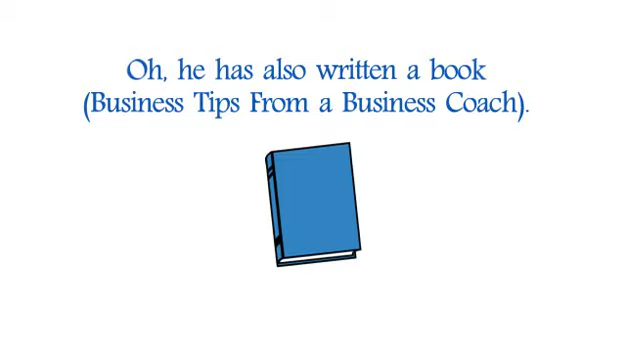 Oh, he has also written a book
(Business Tips From a Business Coach).